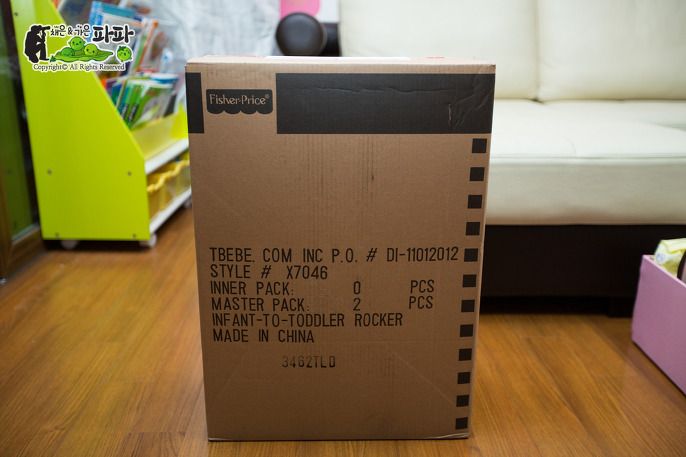 채은&가은 파파
Copyright© All Rights Reserved
Fisher-Price®
TBEBE. COM INC P.O. # DI-11012012
STYLE # X7046
INNER PACK: 0 PCS
MASTER PACK: 2 PCS
INFANT-TO-TODDLER ROCKER
MADE IN CHINA
3462TLD